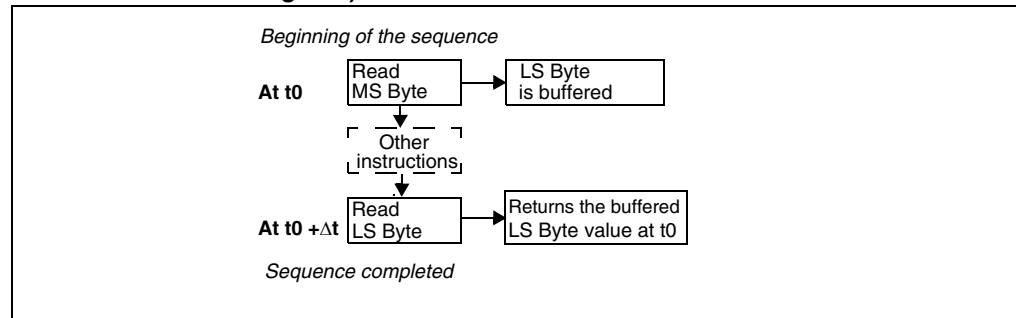 Beginning of the sequence
At t0
Read
MS Byte
LS Byte
is buffered
Other
instructions
At t0 +Δt
Read
LS Byte
Returns the buffered
LS Byte value at t0
Sequence completed